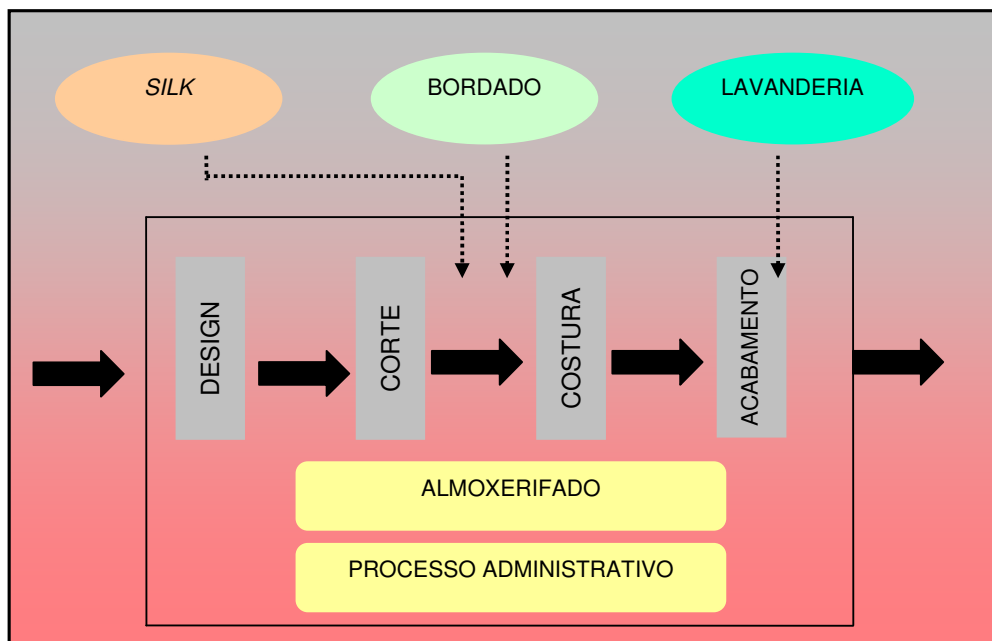 SILK
BORDADO
LAVANDERIA
DESIGN
CORTE
COSTURA
ACABAMENTO
ALMOXERIFADO
PROCESSO ADMINISTRATIVO